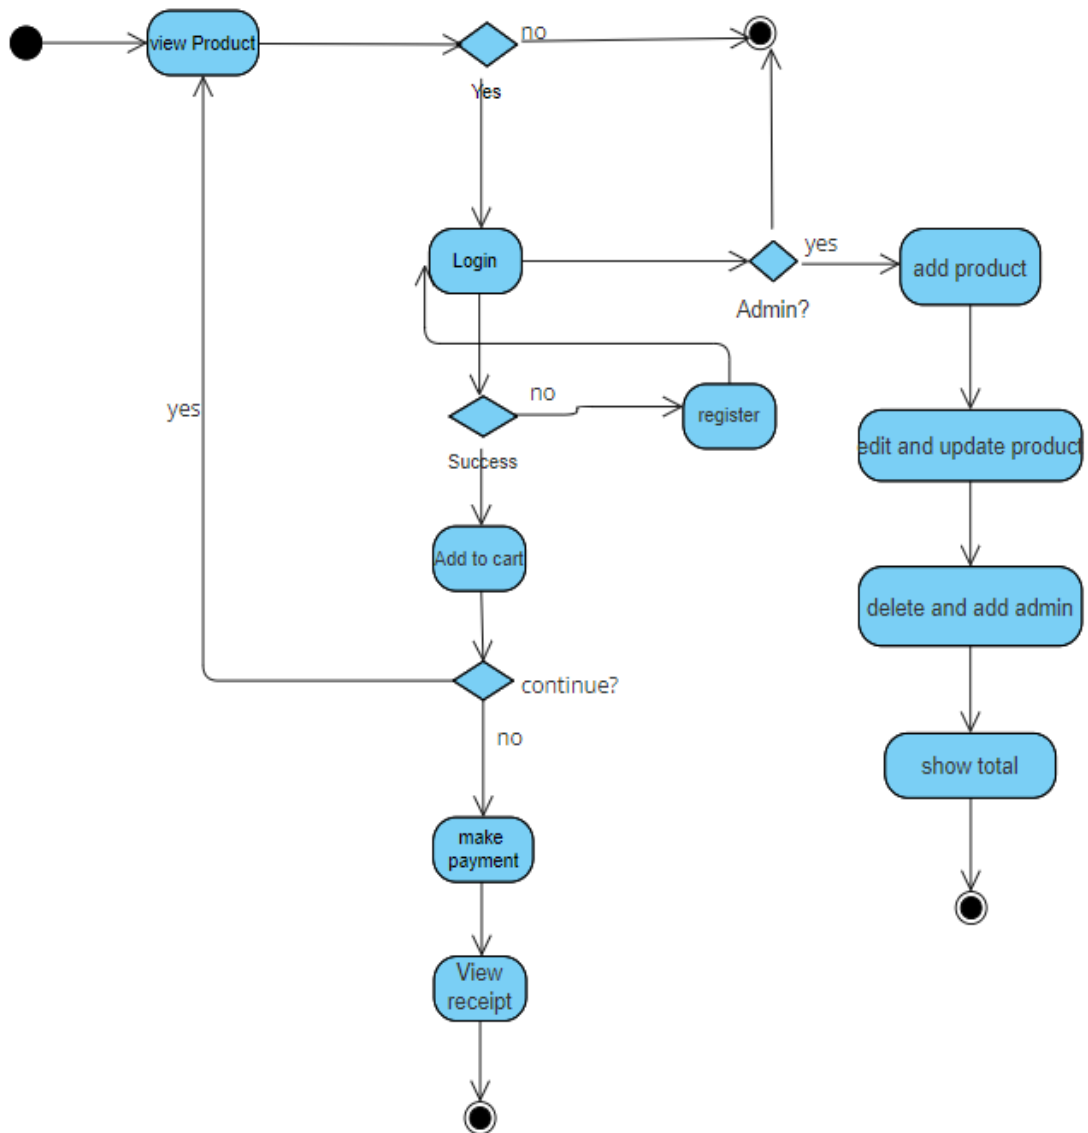 view Product
no
Yes
Login
yes
add product
Admin?
yes
no
register
edit and update product
Success
Add to cart
delete and add admin
continue?
no
show total
make
payment
View
receipt